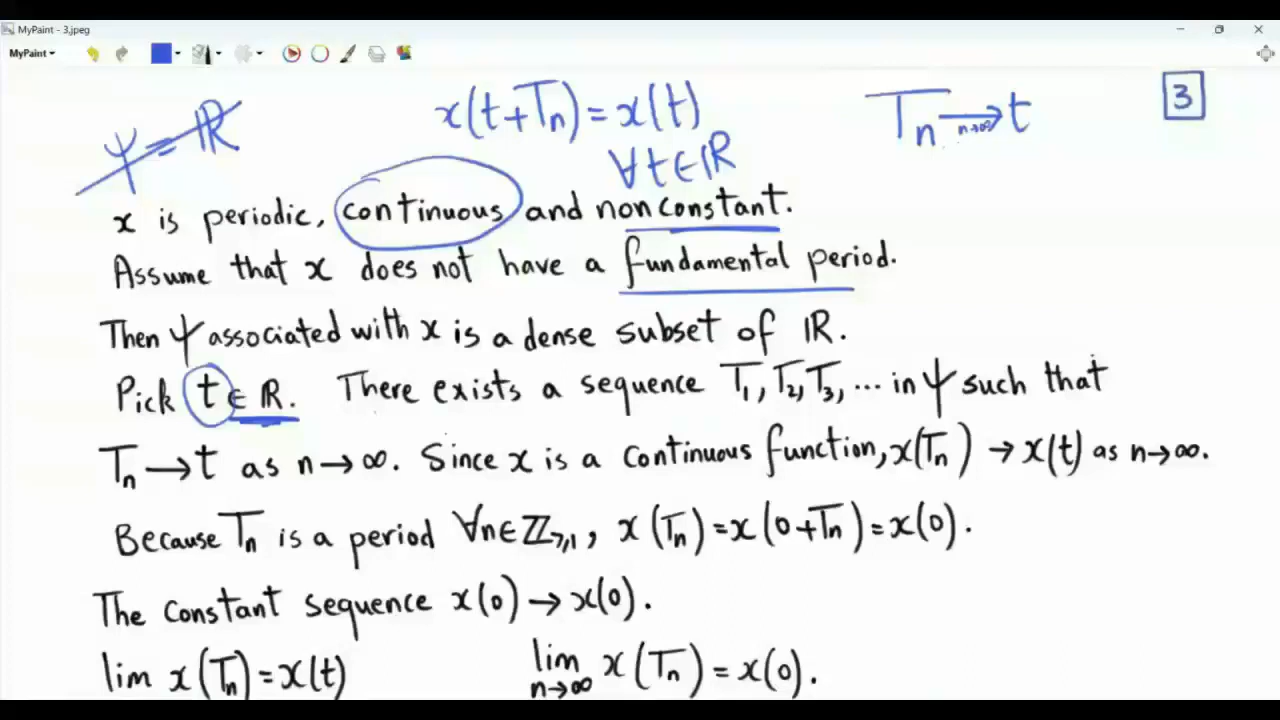 MyPaint - 3.jpeg
MyPaint
ψ = ℝ
x(t+Tn) = x(t)
∀ t ∈ ℝ
Tn → t
n→∞
3
x is periodic, continuous and nonconstant.
Assume that x does not have a fundamental period.
Then ψ associated with x is a dense subset of ℝ.
Pick t ∈ ℝ. There exists a sequence T1, T2, T3, ... in ψ such that
Tn → t as n → ∞. Since x is a continuous function, x(Tn) → x(t) as n → ∞.
Because Tn is a period ∀n ∈ ℤ⩾1, x(Tn) = x(0+Tn) = x(0).
The constant sequence x(0) → x(0).
lim x(Tn) = x(t) lim x(Tn) = x(0).
n→∞